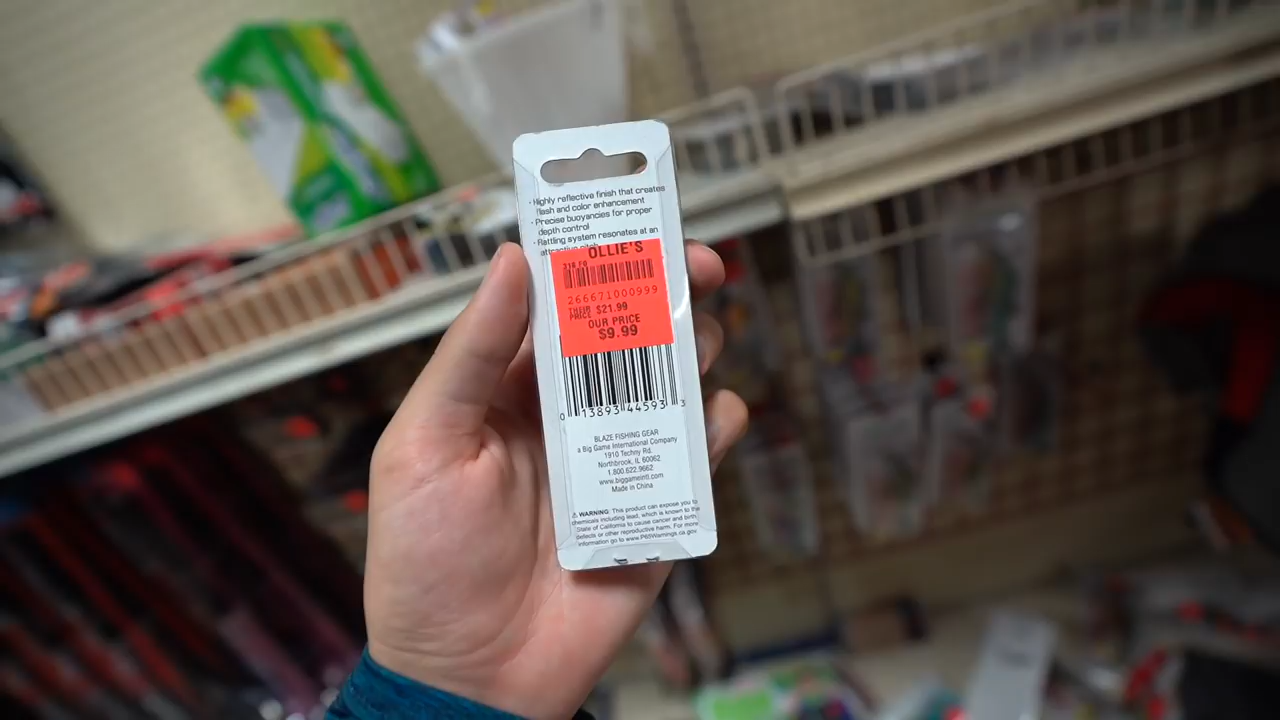 · Highly reflective finish that creates
flash and color enhancement
· Precise buoyancies for proper
depth control
· Rattling system resonates at an
attractive pitch
OLLIE'S
266671000999
THEIR PRICE $21.99
OUR PRICE
$9.99
0 13893 44593 3
BLAZE FISHING GEAR
a Big Game International Company
1910 Techny Rd.
Northbrook, IL 60062
1.800.622.9662
www.biggameintl.com
Made in China
⚠ WARNING: This product can expose you to
chemicals including lead, which is known to the
State of California to cause cancer and birth
defects or other reproductive harm. For more
information go to www.P65Warnings.ca.gov